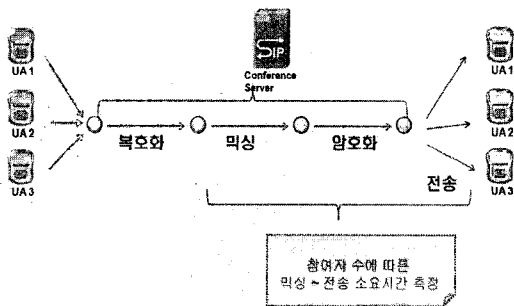 SIP
Conference
Server
UA1
UA2
UA3
복호화
믹싱
암호화
전송
UA1
UA2
UA3
참여자 수에 따른
믹싱 ~ 전송 소요시간 측정